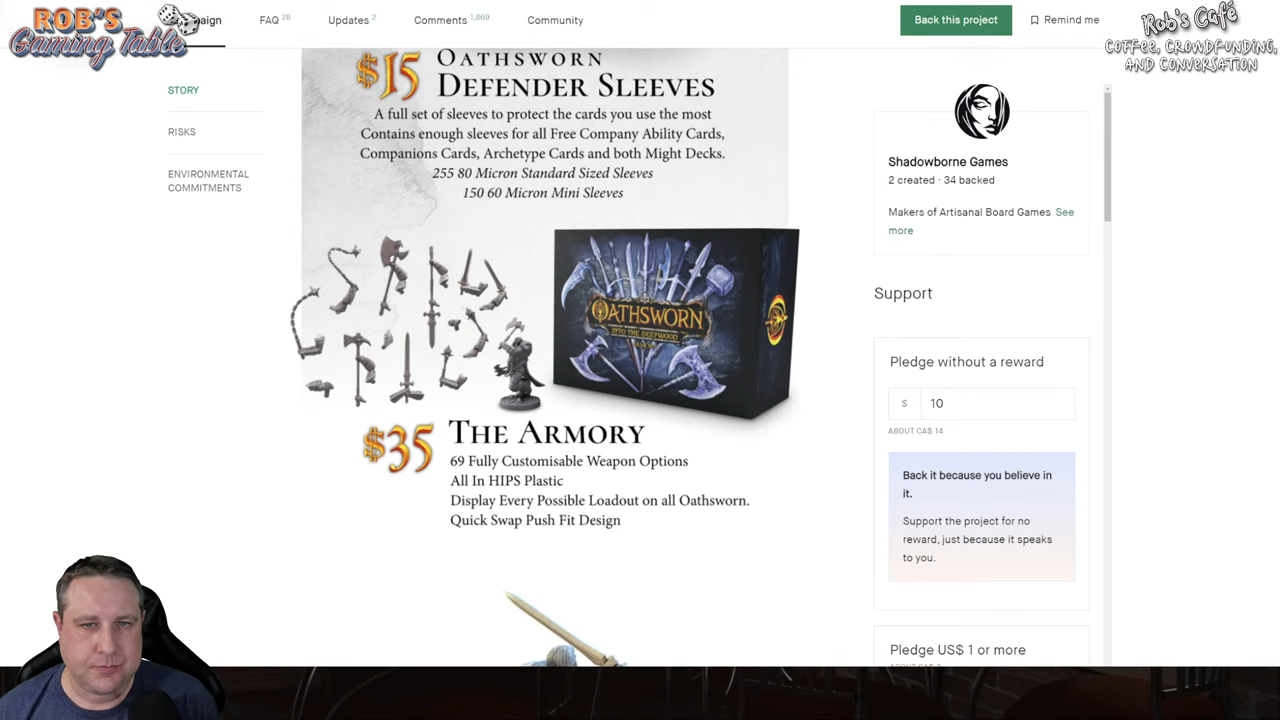 ROB'S
Gaming Table
paign
FAQ 28
Updates 2
Comments 1,869
Community
Back this project
Remind me
Rob's Café
Coffee, Crowdfunding,
and Conversation
STORY
RISKS
ENVIRONMENTAL
COMMITMENTS
$15 OATHSWORN
DEFENDER SLEEVES
A full set of sleeves to protect the cards you use the most
Contains enough sleeves for all Free Company Ability Cards,
Companions Cards, Archetype Cards and both Might Decks.
255 80 Micron Standard Sized Sleeves
150 60 Micron Mini Sleeves
OATHSWORN
INTO THE DEEPWOOD
ARMORY
$35 THE ARMORY
69 Fully Customisable Weapon Options
All In HIPS Plastic
Display Every Possible Loadout on all Oathsworn.
Quick Swap Push Fit Design
Shadowborne Games
2 created · 34 backed
Makers of Artisanal Board Games See
more
Support
Pledge without a reward
$ 10
ABOUT CA$ 14
Back it because you believe in
it.
Support the project for no
reward, just because it speaks
to you.
Pledge US$ 1 or more